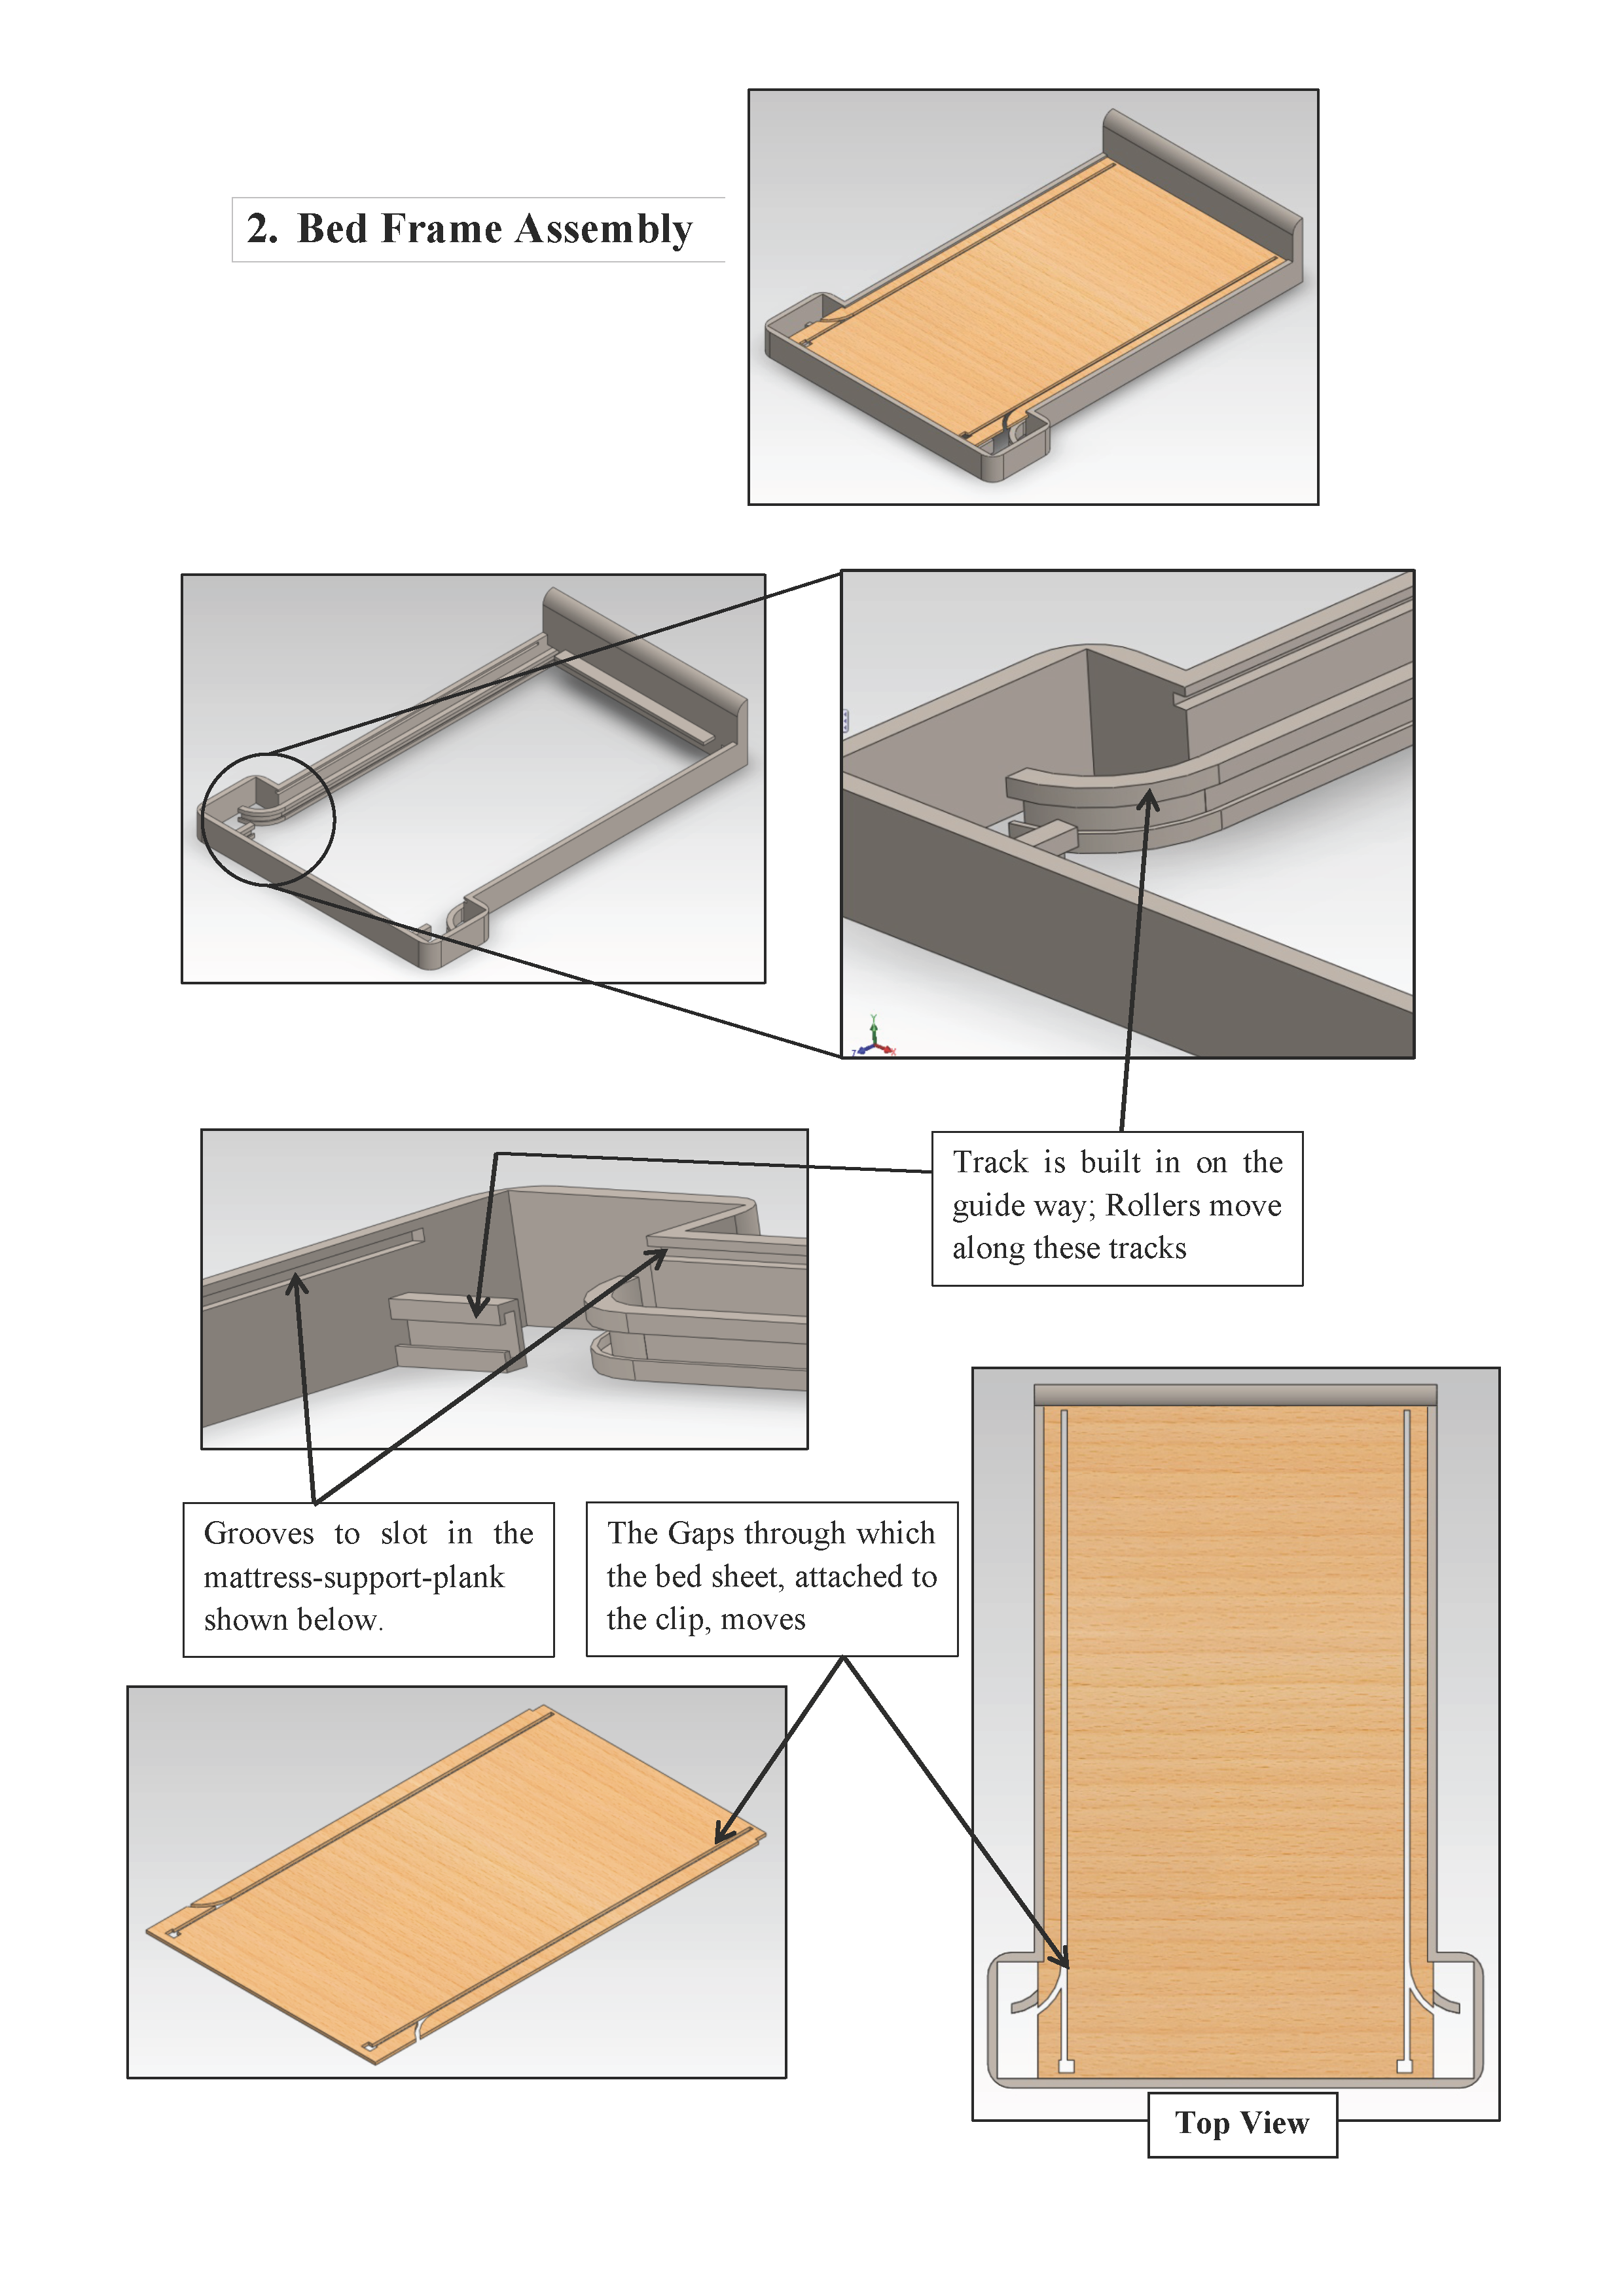 2. Bed Frame Assembly
Y
Z
X
Track is built in on the
guide way; Rollers move
along these tracks
Grooves to slot in the
mattress-support-plank
shown below.
The Gaps through which
the bed sheet, attached to
the clip, moves
Top View